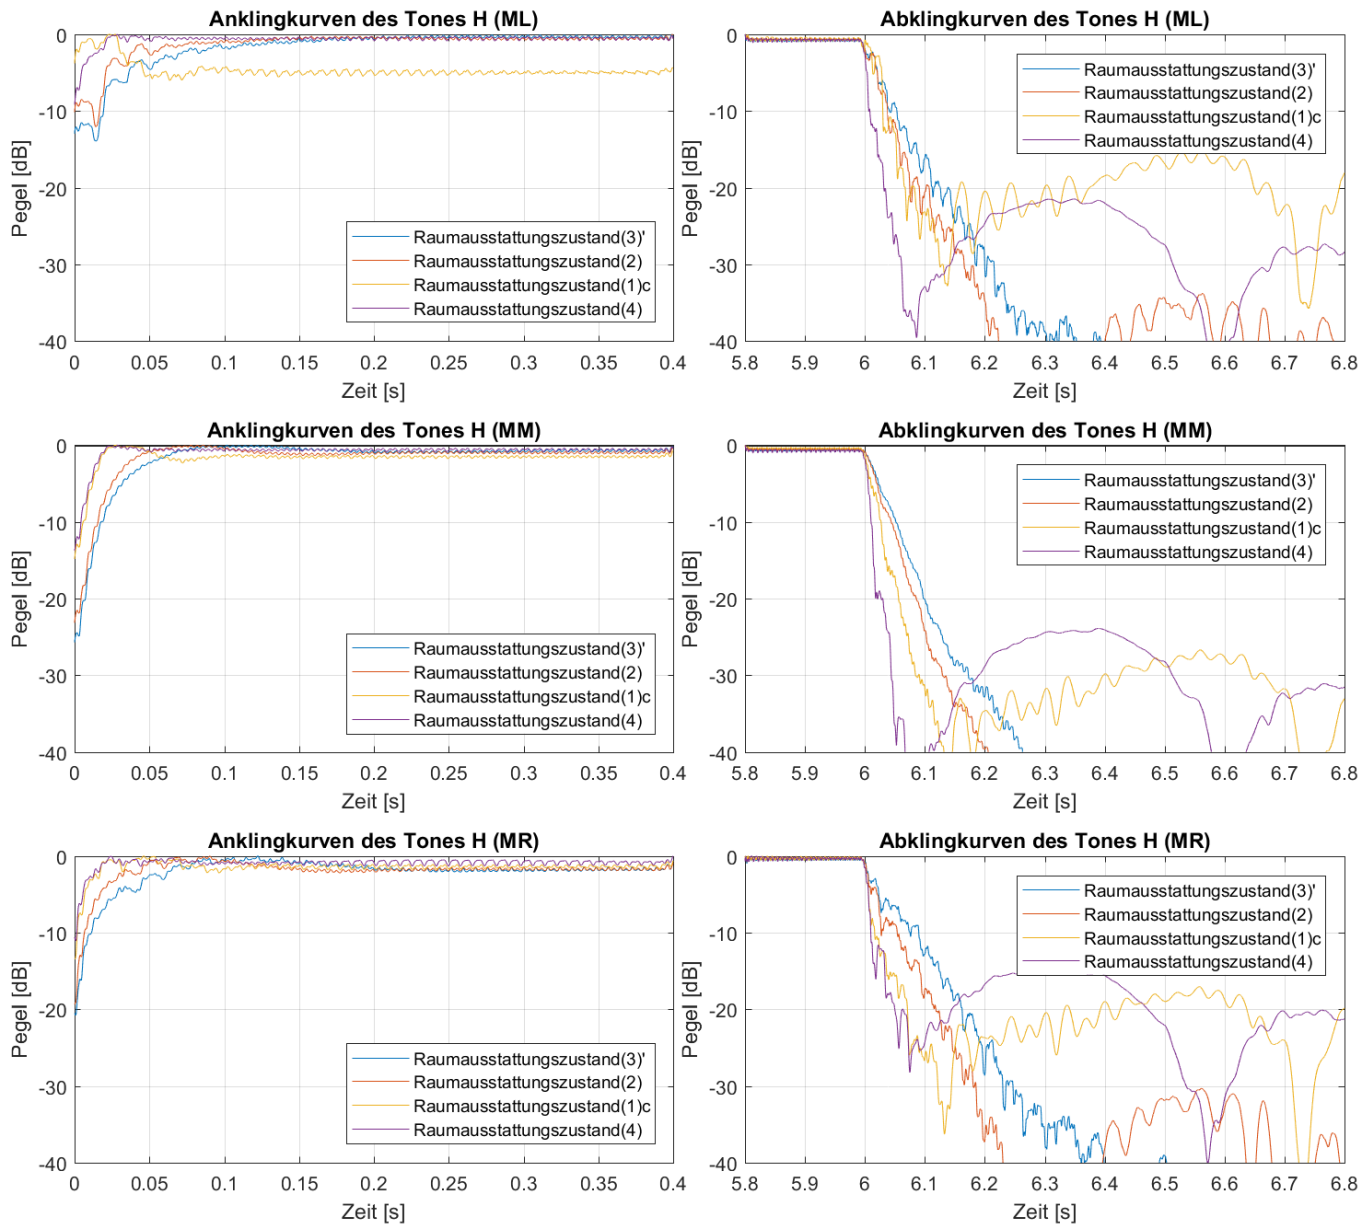 Anklingkurven des Tones H (ML)
0
-10
-20
-30
-40
Pegel [dB]
Raumausstattungszustand(3)'
Raumausstattungszustand(2)
Raumausstattungszustand(1)c
Raumausstattungszustand(4)
0 0.05 0.1 0.15 0.2 0.25 0.3 0.35 0.4
Zeit [s]
Abklingkurven des Tones H (ML)
0
-10
-20
-30
-40
Pegel [dB]
Raumausstattungszustand(3)'
Raumausstattungszustand(2)
Raumausstattungszustand(1)c
Raumausstattungszustand(4)
5.8 5.9 6 6.1 6.2 6.3 6.4 6.5 6.6 6.7 6.8
Zeit [s]
Anklingkurven des Tones H (MM)
0
-10
-20
-30
-40
Pegel [dB]
Raumausstattungszustand(3)'
Raumausstattungszustand(2)
Raumausstattungszustand(1)c
Raumausstattungszustand(4)
0 0.05 0.1 0.15 0.2 0.25 0.3 0.35 0.4
Zeit [s]
Abklingkurven des Tones H (MM)
0
-10
-20
-30
-40
Pegel [dB]
Raumausstattungszustand(3)'
Raumausstattungszustand(2)
Raumausstattungszustand(1)c
Raumausstattungszustand(4)
5.8 5.9 6 6.1 6.2 6.3 6.4 6.5 6.6 6.7 6.8
Zeit [s]
Anklingkurven des Tones H (MR)
0
-10
-20
-30
-40
Pegel [dB]
Raumausstattungszustand(3)'
Raumausstattungszustand(2)
Raumausstattungszustand(1)c
Raumausstattungszustand(4)
0 0.05 0.1 0.15 0.2 0.25 0.3 0.35 0.4
Zeit [s]
Abklingkurven des Tones H (MR)
0
-10
-20
-30
-40
Pegel [dB]
Raumausstattungszustand(3)'
Raumausstattungszustand(2)
Raumausstattungszustand(1)c
Raumausstattungszustand(4)
5.8 5.9 6 6.1 6.2 6.3 6.4 6.5 6.6 6.7 6.8
Zeit [s]